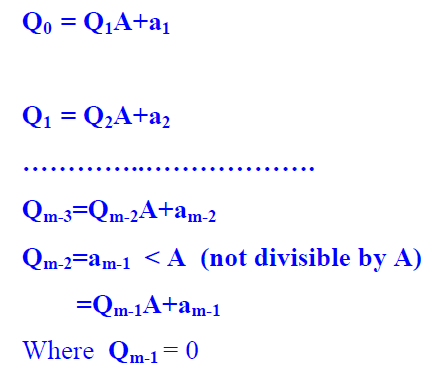 Q₀ = Q₁A+a₁
Q₁ = Q₂A+a₂
…………...………………….
Qₘ₋₃=Qₘ₋₂A+aₘ₋₂
Qₘ₋₂=aₘ₋₁ < A (not divisible by A)
=Qₘ₋₁A+aₘ₋₁
Where Qₘ₋₁ = 0